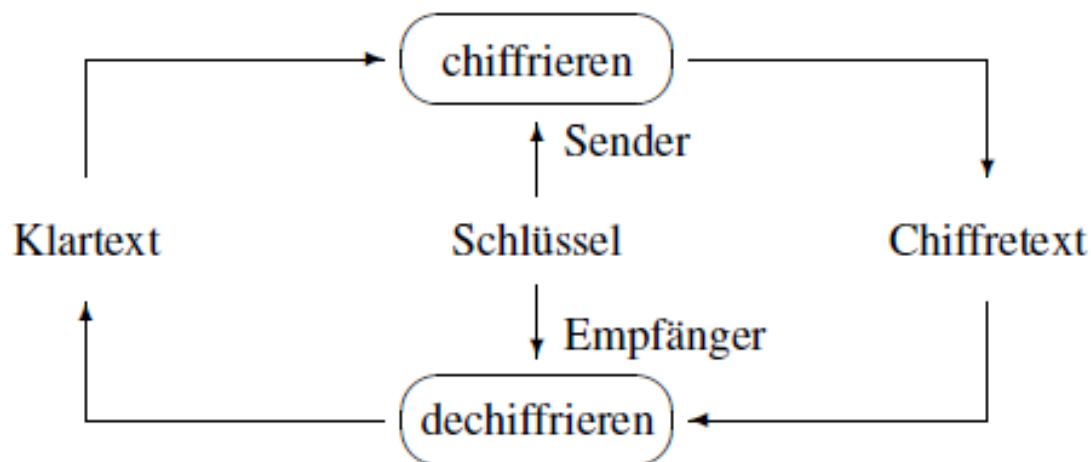 chiffrieren
Sender
Klartext
Schlüssel
Chiffretext
Empfänger
dechiffrieren